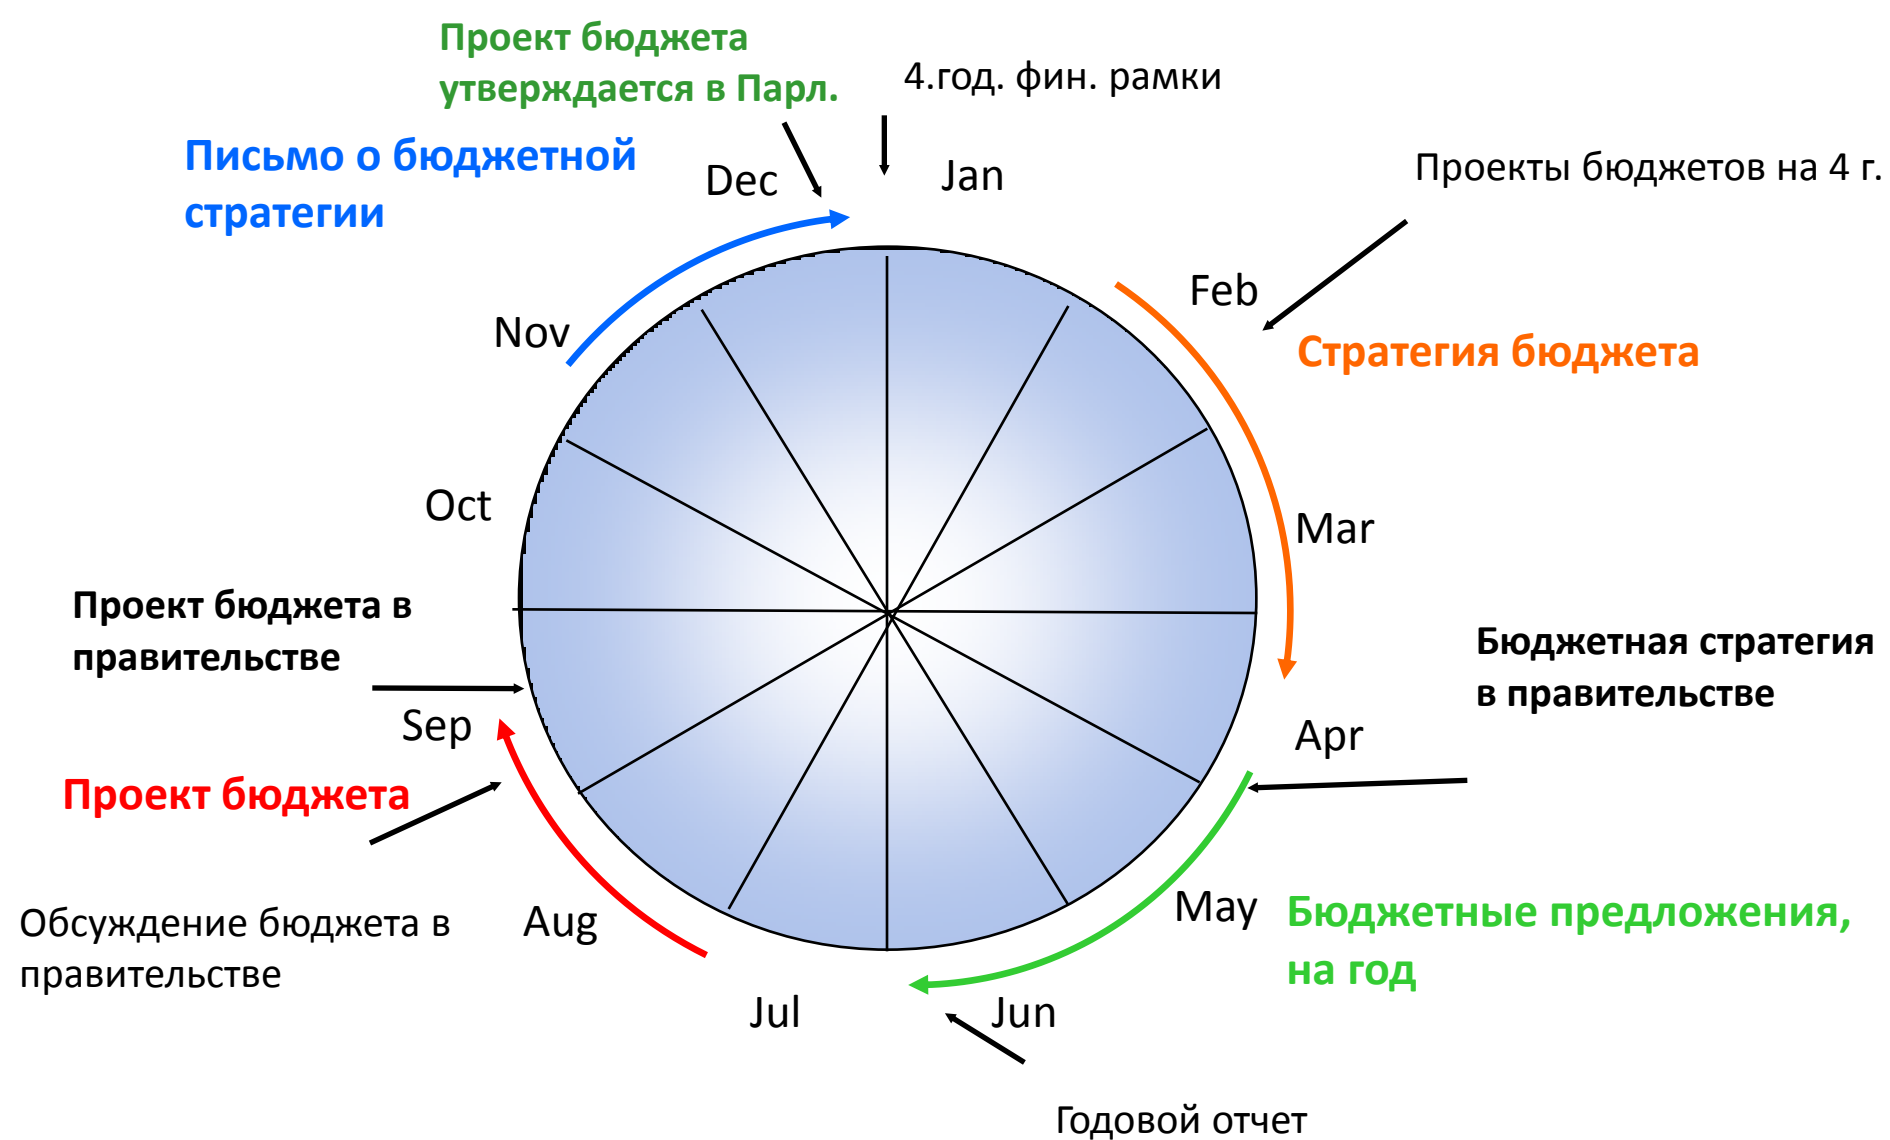 Проект бюджета
утверждается в Парл.
4.год. фин. рамки
Письмо о бюджетной
стратегии
Dec
Jan
Проекты бюджетов на 4 г.
Feb
Nov
Стратегия бюджета
Oct
Mar
Проект бюджета в
правительстве
Бюджетная стратегия
в правительстве
Sep
Apr
Проект бюджета
May
Бюджетные предложения,
на год
Обсуждение бюджета в
правительстве
Aug
Jul
Jun
Годовой отчет